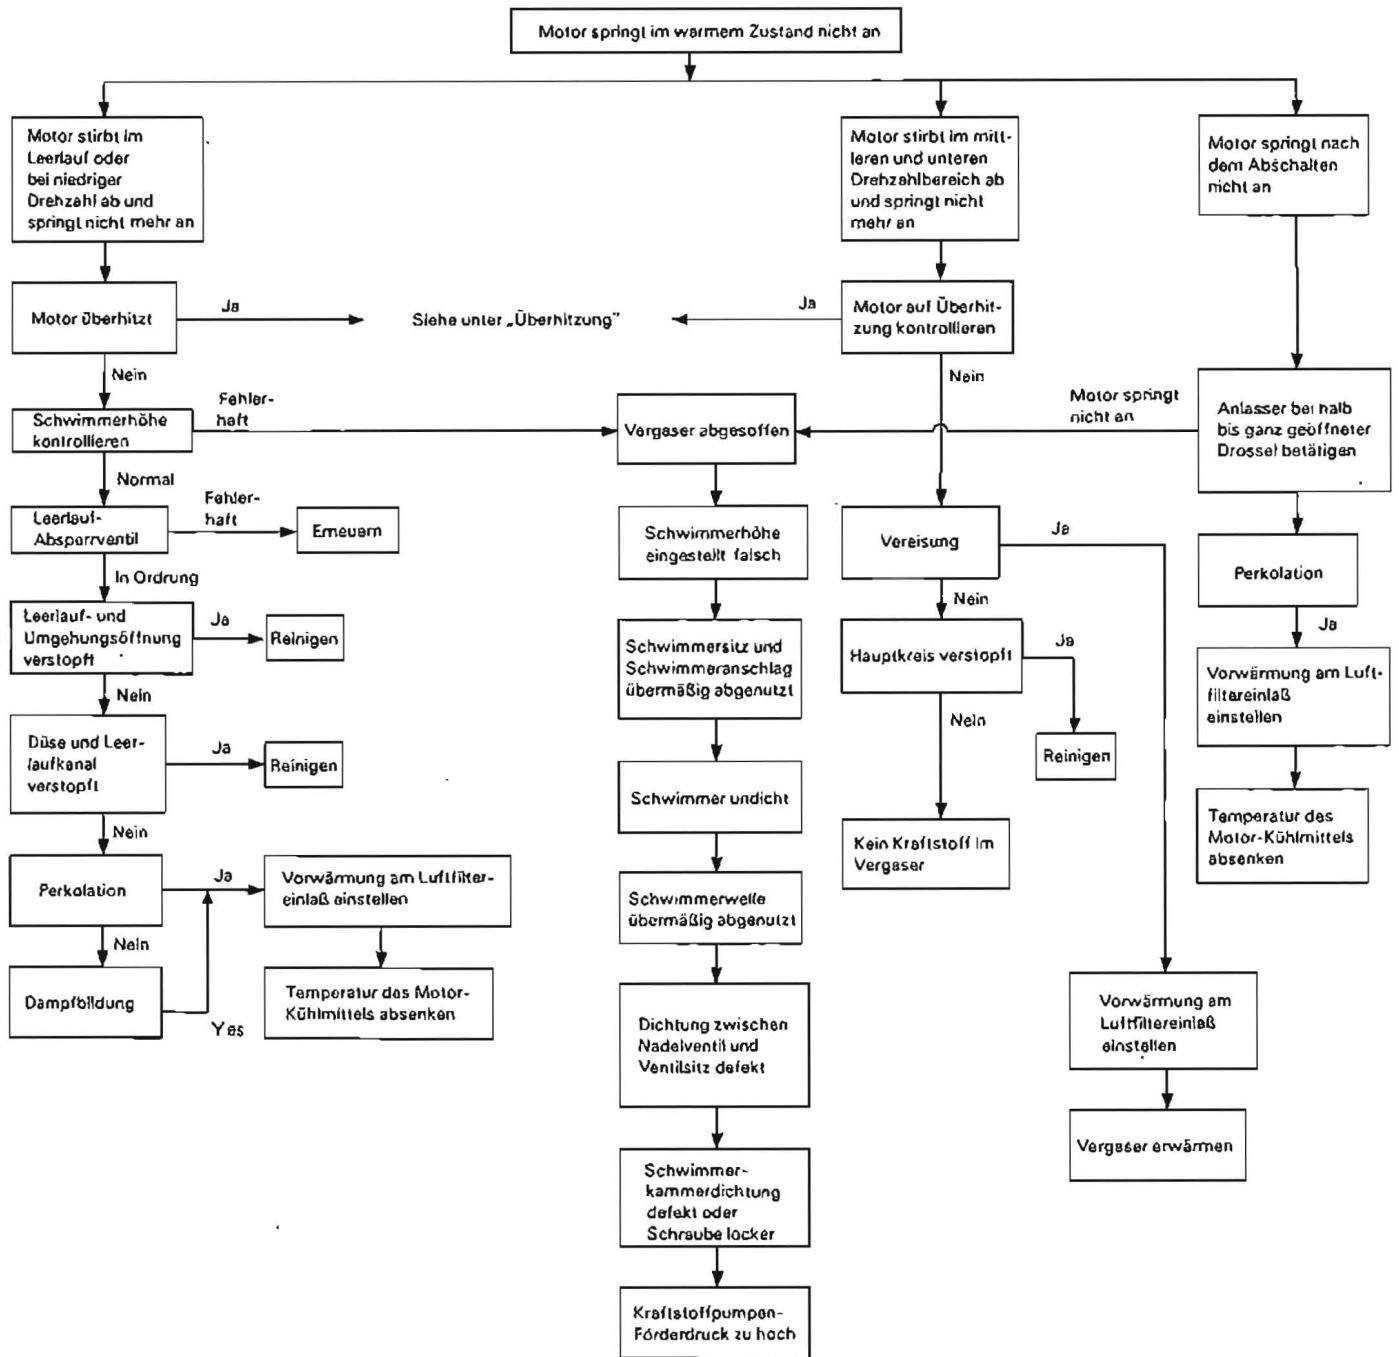 Motor springt im warmem Zustand nicht an
Motor stirbt im
Leerlauf oder
bei niedriger
Drehzahl ab und
springt nicht mehr an
Motor stirbt im mitt-
leren und unteren
Drehzahlbereich ab
und springt nicht
mehr an
Motor springt nach
dem Abschalten
nicht an
Motor überhitzt
Ja
Siehe unter „Überhitzung”
Ja
Motor auf Überhit-
zung kontrollieren
Nein
Nein
Schwimmerhöhe
kontrollieren
Fehler-
haft
Vergaser abgesoffen
Motor springt
nicht an
Anlasser bei halb
bis ganz geöffneter
Drossel betätigen
Normal
Leerlauf-
Absperrventil
Fehler-
haft
Erneuern
Schwimmerhöhe
eingestellt falsch
Vereisung
Ja
Perkolation
In Ordrung
Nein
Ja
Leerlauf- und
Umgehungsöffnung
verstopft
Ja
Reinigen
Schwimmersitz und
Schwimmeranschlag
übermäßig abgenutzt
Hauptkreis verstopft
Ja
Reinigen
Vorwärmung am Luft-
filtereinlaß
einstellen
Nein
Nein
Düse und Leer-
laufkanal
verstopft
Ja
Reinigen
Schwimmer undicht
Kein Kraftstoff im
Vergaser
Temperatur des
Motor-Kühlmittels
absenken
Nein
Perkolation
Ja
Vorwärmung am Luftfilter-
einlaß einstellen
Schwimmerwelle
übermäßig abgenutzt
Nein
Dampfbildung
Yes
Temperatur des Motor-
Kühlmittels absenken
Dichtung zwischen
Nadelventil und
Ventilsitz defekt
Vorwärmung am
Luftfiltereinlaß
einstellen
Vergaser erwärmen
Schwimmer-
kammerdichtung
defekt oder
Schraube locker
Kraftstoffpumpen-
Förderdruck zu hoch